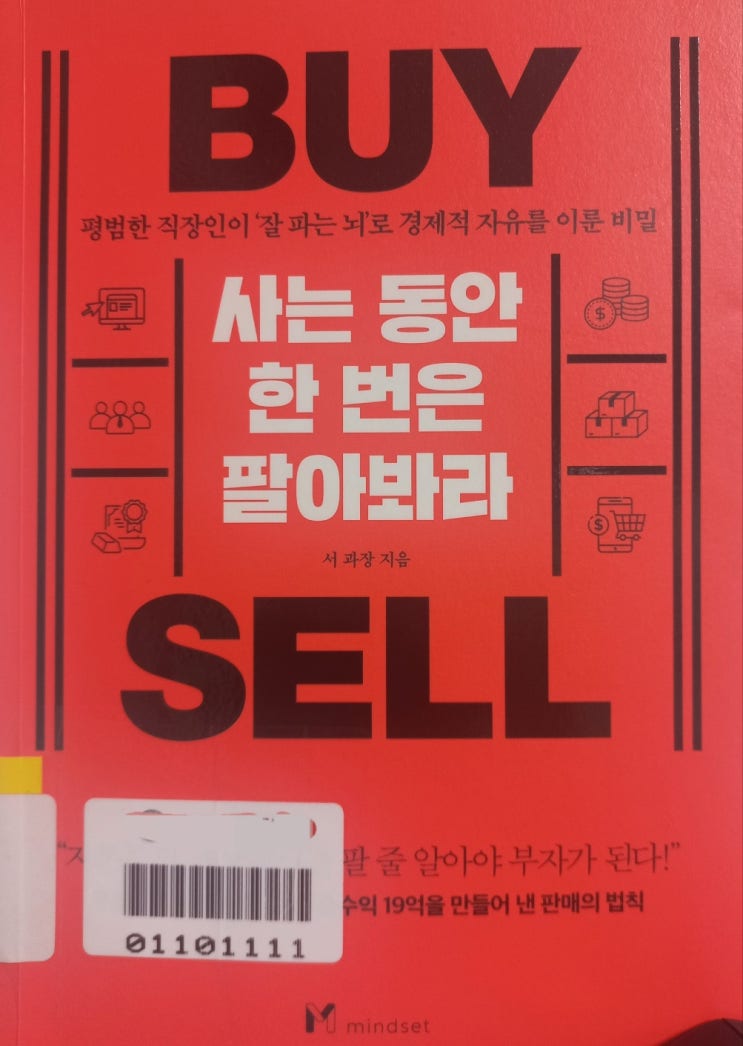 BUY
평범한 직장인이 ‘잘 파는 뇌’로 경제적 자유를 이룬 비밀
사는 동안
한 번은
팔아봐라
서 과장 지음
SELL
팔 줄 알아야 부자가 된다!”
수익 19억을 만들어 낸 판매의 법칙
01101111
M mindset